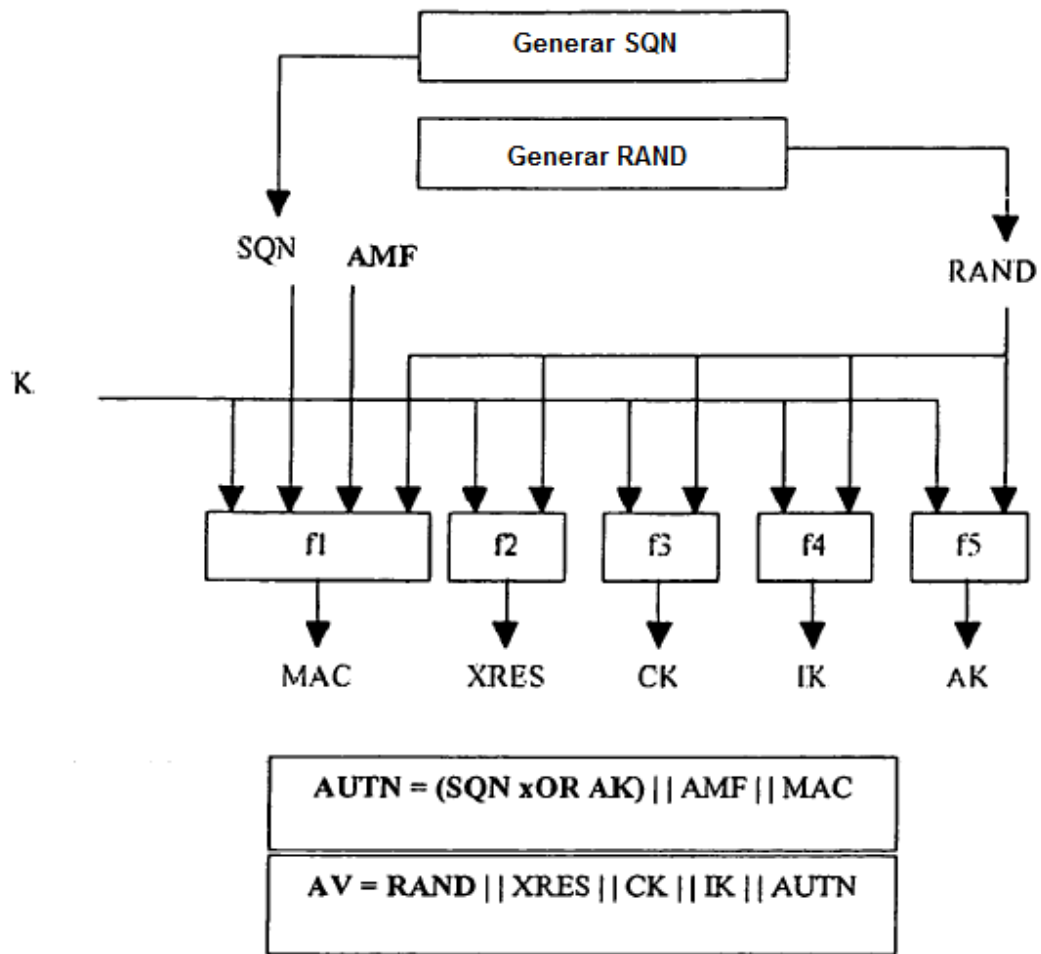 Generar SQN
Generar RAND
SQN
AMF
RAND
K
f1
f2
f3
f4
f5
MAC
XRES
CK
IK
AK
AUTN = (SQN xOR AK) || AMF || MAC
AV = RAND || XRES || CK || IK || AUTN